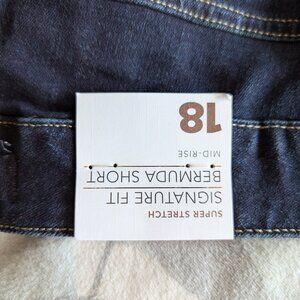 SUPER STRETCH
SIGNATURE FIT
BERMUDA SHORT
MID-RISE
18